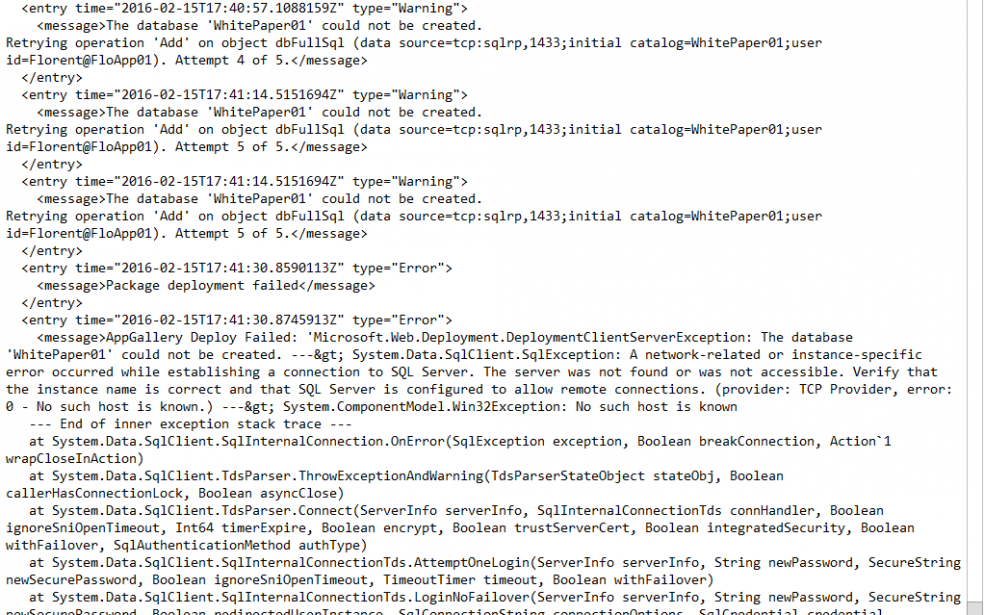 <entry time="2016-02-15T17:40:57.1088159Z" type="Warning">
<message>The database 'WhitePaper01' could not be created.
Retrying operation 'Add' on object dbFullSql (data source=tcp:sqlrp,1433;initial catalog=WhitePaper01;user
id=Florent@FloApp01). Attempt 4 of 5.</message>
</entry>
<entry time="2016-02-15T17:41:14.5151694Z" type="Warning">
<message>The database 'WhitePaper01' could not be created.
Retrying operation 'Add' on object dbFullSql (data source=tcp:sqlrp,1433;initial catalog=WhitePaper01;user
id=Florent@FloApp01). Attempt 5 of 5.</message>
</entry>
<entry time="2016-02-15T17:41:14.5151694Z" type="Warning">
<message>The database 'WhitePaper01' could not be created.
Retrying operation 'Add' on object dbFullSql (data source=tcp:sqlrp,1433;initial catalog=WhitePaper01;user
id=Florent@FloApp01). Attempt 5 of 5.</message>
</entry>
<entry time="2016-02-15T17:41:30.8590113Z" type="Error">
<message>Package deployment failed</message>
</entry>
<entry time="2016-02-15T17:41:30.8745913Z" type="Error">
<message>AppGallery Deploy Failed: 'Microsoft.Web.Deployment.DeploymentClientServerException: The database
'WhitePaper01' could not be created. ---&gt; System.Data.SqlClient.SqlException: A network-related or instance-specific
error occurred while establishing a connection to SQL Server. The server was not found or was not accessible. Verify that
the instance name is correct and that SQL Server is configured to allow remote connections. (provider: TCP Provider, error:
0 - No such host is known.) ---&gt; System.ComponentModel.Win32Exception: No such host is known
--- End of inner exception stack trace ---
at System.Data.SqlClient.SqlInternalConnection.OnError(SqlException exception, Boolean breakConnection, Action`1
wrapCloseInAction)
at System.Data.SqlClient.TdsParser.ThrowExceptionAndWarning(TdsParserStateObject stateObj, Boolean
callerHasConnectionLock, Boolean asyncClose)
at System.Data.SqlClient.TdsParser.Connect(ServerInfo serverInfo, SqlInternalConnectionTds connHandler, Boolean
ignoreSniOpenTimeout, Int64 timerExpire, Boolean encrypt, Boolean trustServerCert, Boolean integratedSecurity, Boolean
withFailover, SqlAuthenticationMethod authType)
at System.Data.SqlClient.SqlInternalConnectionTds.AttemptOneLogin(ServerInfo serverInfo, String newPassword, SecureString
newSecurePassword, Boolean ignoreSniOpenTimeout, TimeoutTimer timeout, Boolean withFailover)
at System.Data.SqlClient.SqlInternalConnectionTds.LoginNoFailover(ServerInfo serverInfo, String newPassword, SecureString
newSecurePassword, Boolean redirectedUserInstance, SqlConnectionString connectionOptions, SqlCredential credential,